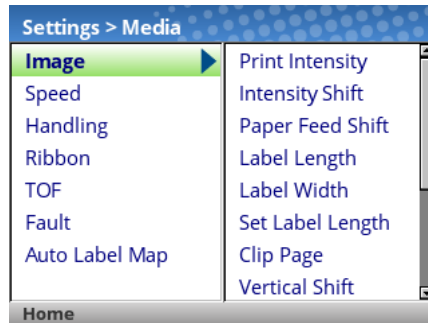 Settings > Media
Image
Speed
Handling
Ribbon
TOF
Fault
Auto Label Map
Print Intensity
Intensity Shift
Paper Feed Shift
Label Length
Label Width
Set Label Length
Clip Page
Vertical Shift
Home